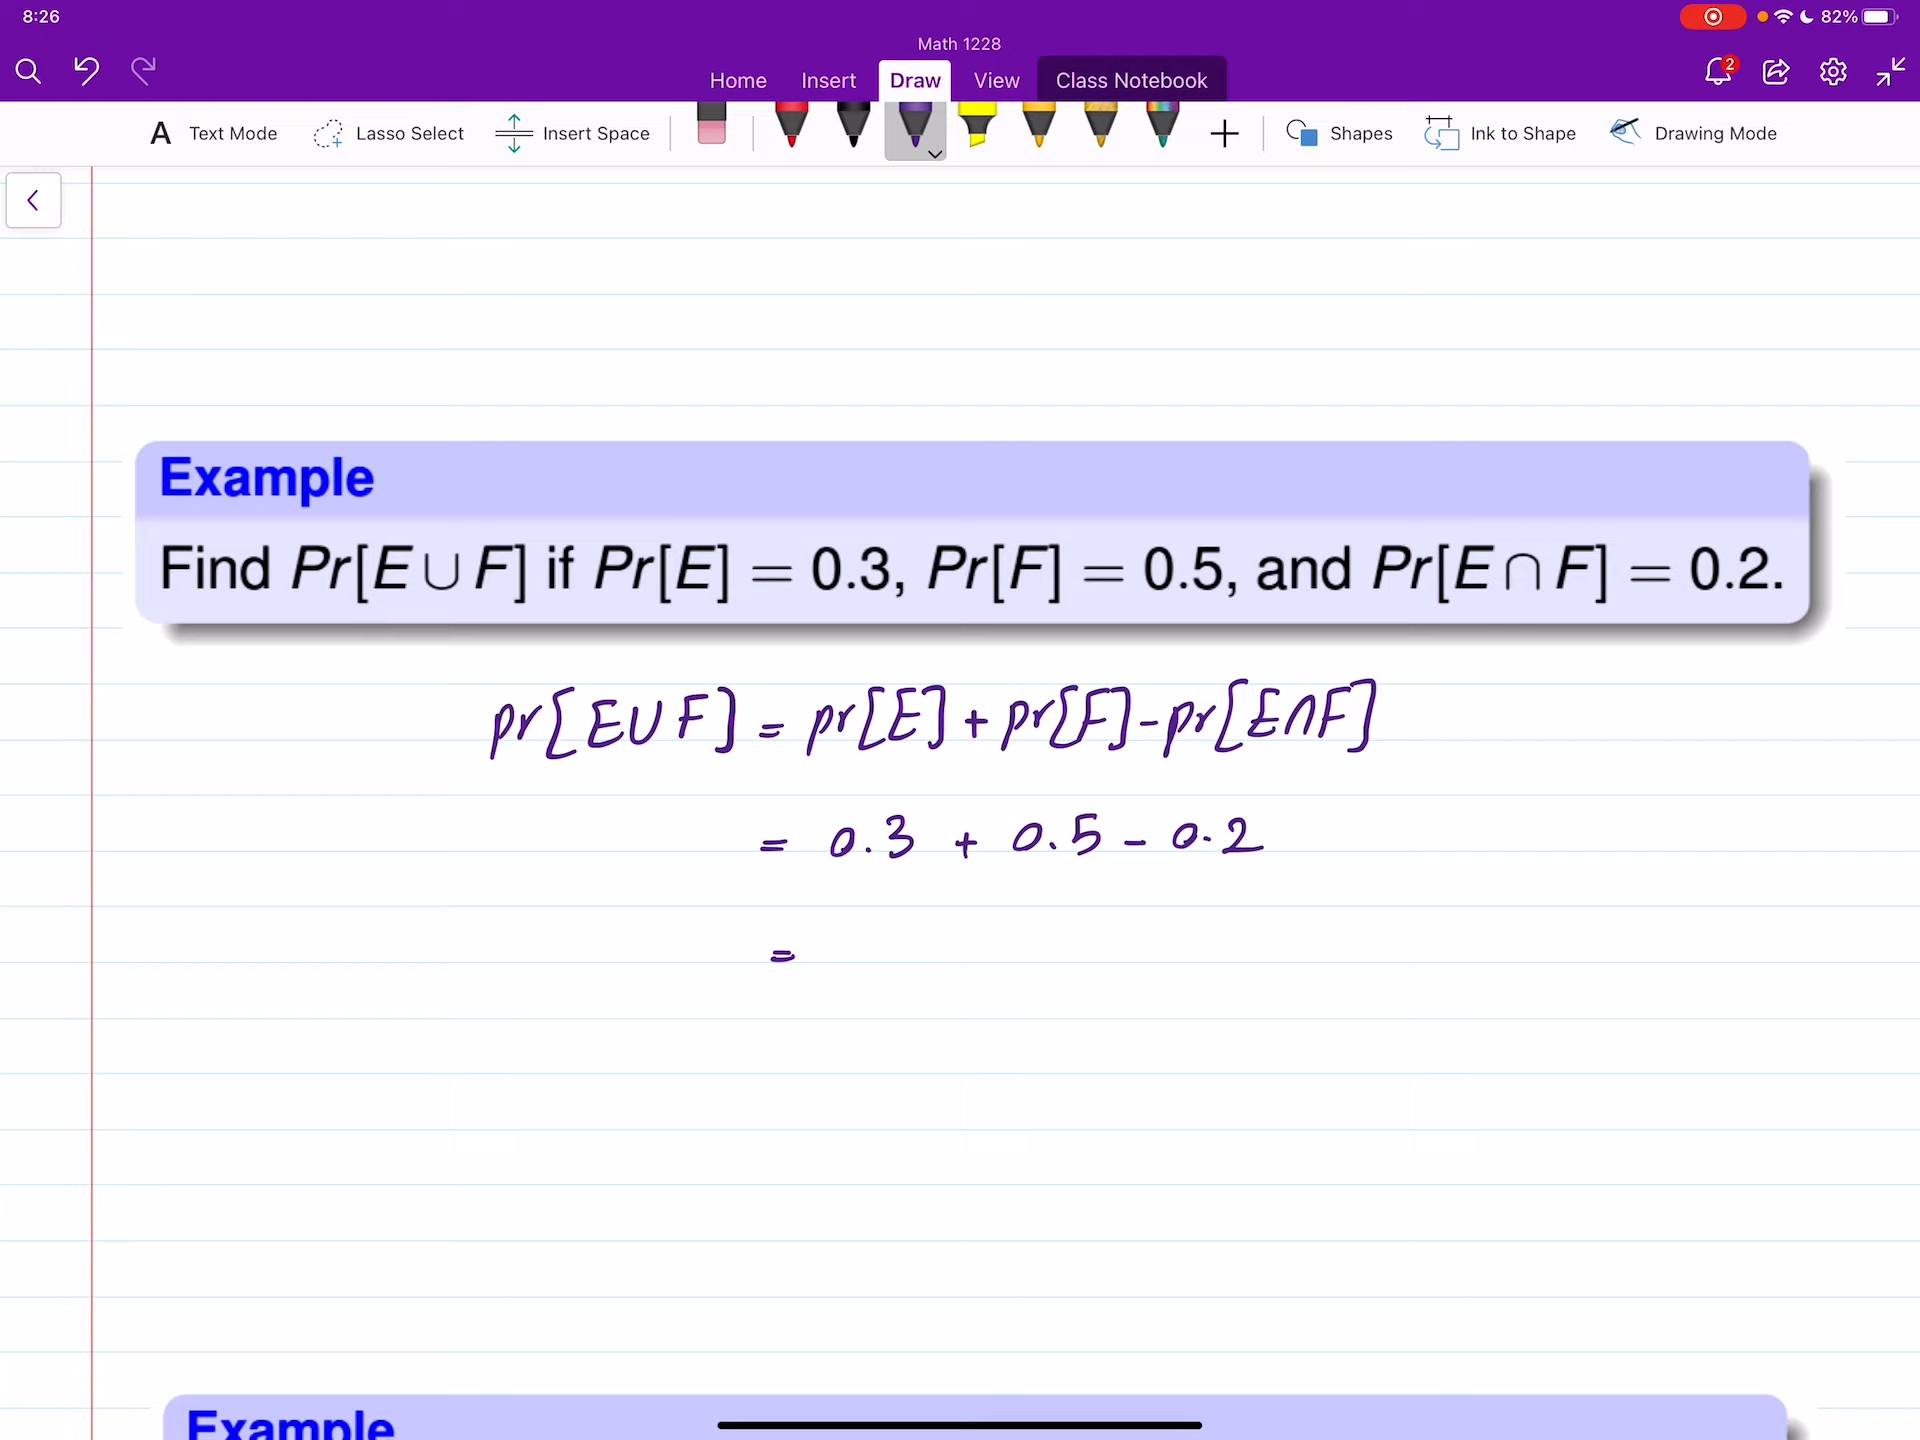 8:26
82%
Math 1228
2
Home Insert Draw View Class Notebook
A Text Mode Lasso Select Insert Space Shapes Ink to Shape Drawing Mode
Example
Find Pr[E ∪ F] if Pr[E] = 0.3, Pr[F] = 0.5, and Pr[E ∩ F] = 0.2.
pr[E∪F] = pr[E] + pr[F] - pr[E∩F]
= 0.3 + 0.5 - 0.2
=
Example